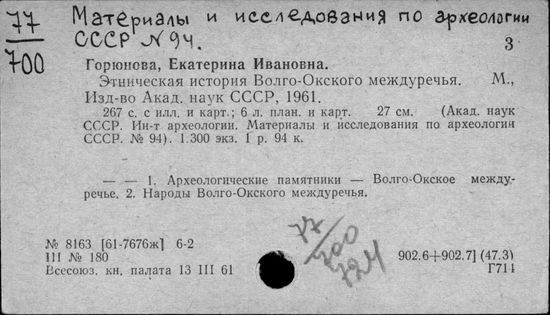 77
700
Материалы и исследования по археологии
СССР № 94.
3
Горюнова, Екатерина Ивановна.
Этническая история Волго-Окского междуречья. М.,
Изд-во Акад. наук СССР, 1961.
267 с. с илл. и карт.; 6 л. план. и карт. 27 см. (Акад. наук
СССР. Ин-т археологии. Материалы и исследования по археологии
СССР. № 94). 1.300 экз. 1 р. 94 к.
— — 1. Археологические памятники — Волго-Окское междуречье. 2. Народы Волго-Окского междуречья.
77
700
724
№ 8163 [61-7676ж] 6-2
III № 180
Всесоюз. кн. палата 13 III 61
902.6+902.7] (47.3)
Г711